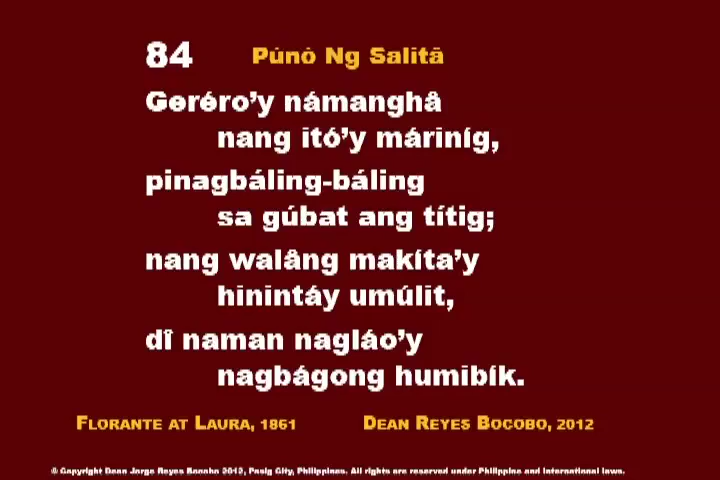 84 Púnò Ng Salitâ
Geréro’y námanghâ
nang itó’y máriníg,
pinagbáling-báling
sa gúbat ang títig;
nang walâng makíta’y
hinintáy umúlit,
dî naman nagláo’y
nagbágong humibík.
FLORANTE AT LAURA, 1861 DEAN REYES BOCOBO, 2012
© Copyright Dean Jorge Reyes Bocobo 2012, Pasig City, Philippines. All rights are reserved under Philippine and international laws.